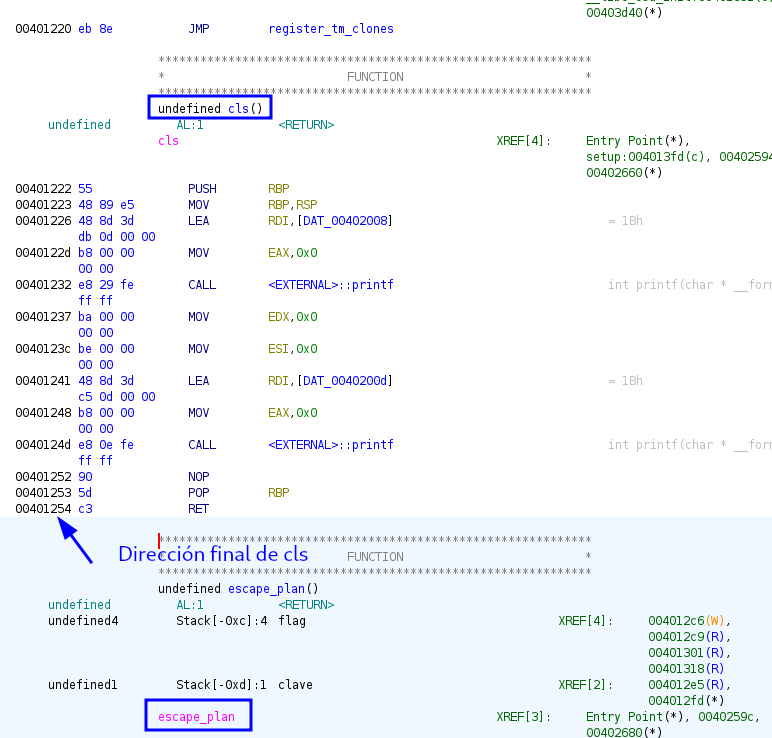 00403d40(*)
00401220 eb 8e JMP register_tm_clones
**************************************************************
* FUNCTION *
**************************************************************
undefined cls()
undefined AL:1 <RETURN>
cls XREF[4]: Entry Point(*),
setup:004013fd(c), 00402594
00402660(*)
00401222 55 PUSH RBP
00401223 48 89 e5 MOV RBP,RSP
00401226 48 8d 3d LEA RDI,[DAT_00402008] = 1Bh
db 0d 00 00
0040122d b8 00 00 MOV EAX,0x0
00 00
00401232 e8 29 fe CALL <EXTERNAL>::printf int printf(char * __for
ff ff
00401237 ba 00 00 MOV EDX,0x0
00 00
0040123c be 00 00 MOV ESI,0x0
00 00
00401241 48 8d 3d LEA RDI,[DAT_0040200d] = 1Bh
c5 0d 00 00
00401248 b8 00 00 MOV EAX,0x0
00 00
0040124d e8 0e fe CALL <EXTERNAL>::printf int printf(char * __for
ff ff
00401252 90 NOP
00401253 5d POP RBP
00401254 c3 RET
**************************************************************
Dirección final de cls FUNCTION *
**************************************************************
undefined escape_plan()
undefined AL:1 <RETURN>
undefined4 Stack[-0xc]:4 flag XREF[4]: 004012c6(W),
004012c9(R),
00401301(R),
00401318(R)
undefined1 Stack[-0xd]:1 clave XREF[2]: 004012e5(R),
004012fd(*)
escape_plan XREF[3]: Entry Point(*), 0040259c,
00402680(*)